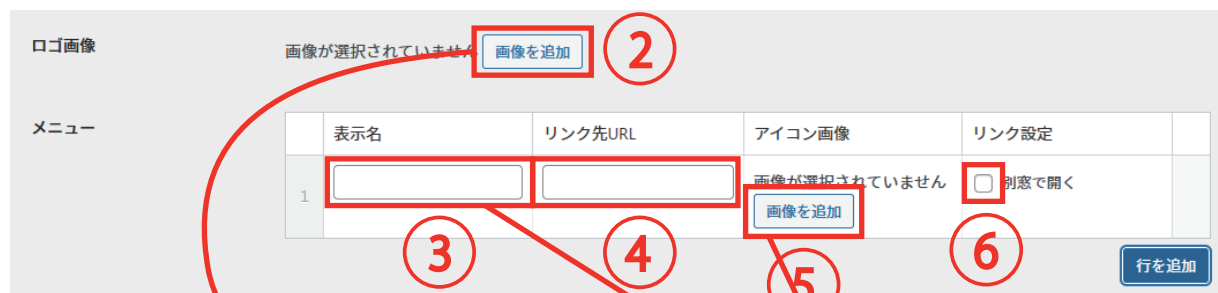 ロゴ画像
画像が選択されていません 画像を追加 ②
メニュー
表示名 リンク先URL アイコン画像 リンク設定
1 画像が選択されていません 別窓で開く
画像を追加
③ ④ ⑤ ⑥
行を追加